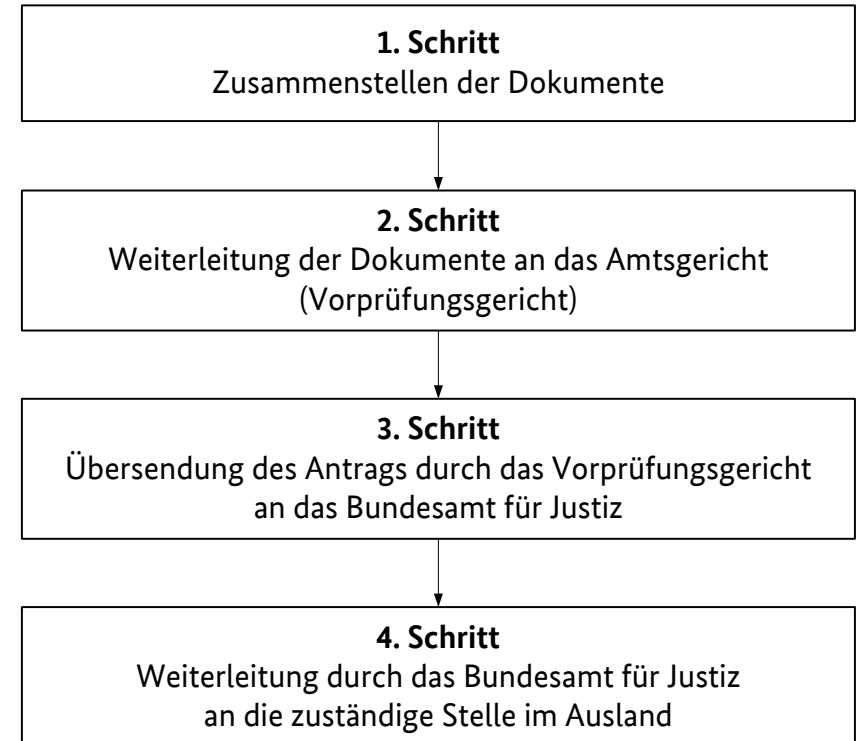 1. Schritt
Zusammenstellen der Dokumente
2. Schritt
Weiterleitung der Dokumente an das Amtsgericht
(Vorprüfungsgericht)
3. Schritt
Übersendung des Antrags durch das Vorprüfungsgericht
an das Bundesamt für Justiz
4. Schritt
Weiterleitung durch das Bundesamt für Justiz
an die zuständige Stelle im Ausland